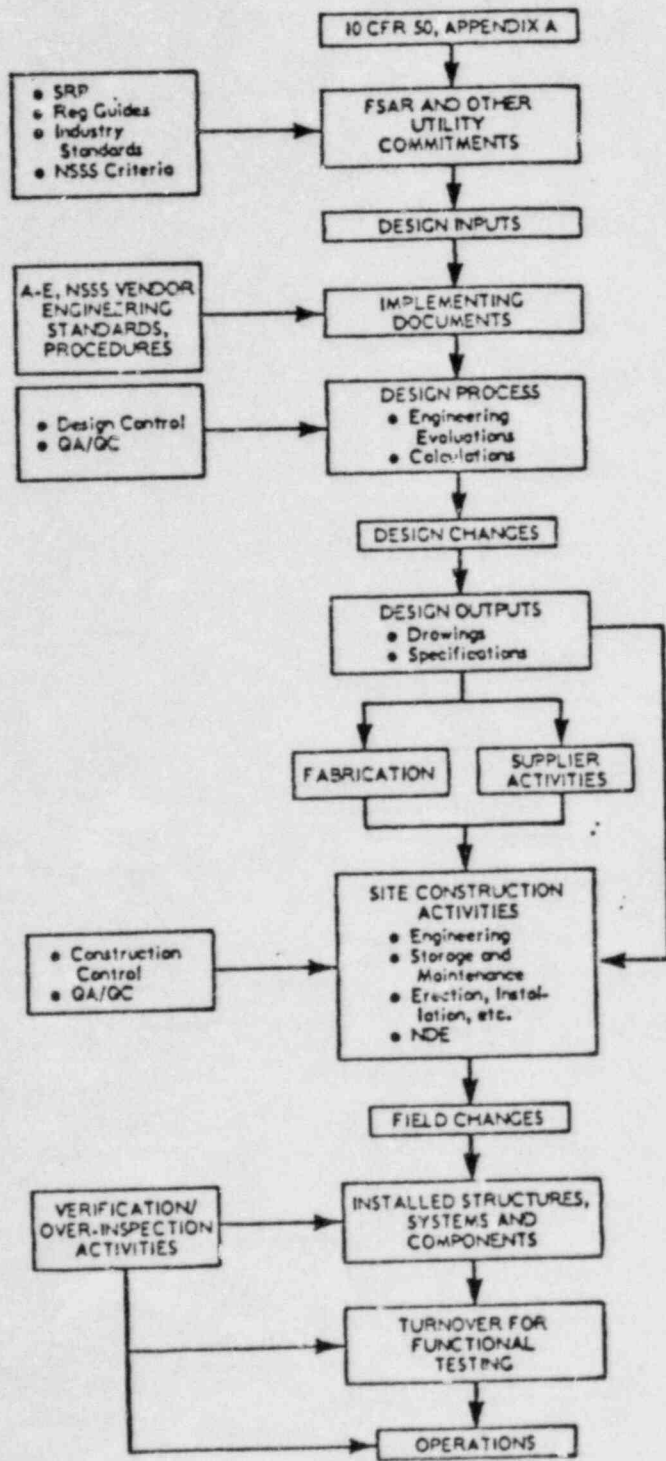 10 CFR 50, APPENDIX A
• SRP
• Reg Guides
• Industry
Standards
• NSSS Criteria
FSAR AND OTHER
UTILITY
COMMITMENTS
DESIGN INPUTS
A-E, NSSS VENDOR
ENGINEERING
STANDARDS,
PROCEDURES
IMPLEMENTING
DOCUMENTS
• Design Control
• QA/QC
DESIGN PROCESS
• Engineering
Evaluations
• Calculations
DESIGN CHANGES
DESIGN OUTPUTS
• Drawings
• Specifications
FABRICATION
SUPPLIER
ACTIVITIES
• Construction
Control
• QA/QC
SITE CONSTRUCTION
ACTIVITIES
• Engineering
• Storage and
Maintenance
• Erection, Instal-
lation, etc.
• NDE
FIELD CHANGES
VERIFICATION/
OVER-INSPECTION
ACTIVITIES
INSTALLED STRUCTURES,
SYSTEMS AND
COMPONENTS
TURNOVER FOR
FUNCTIONAL
TESTING
OPERATIONS